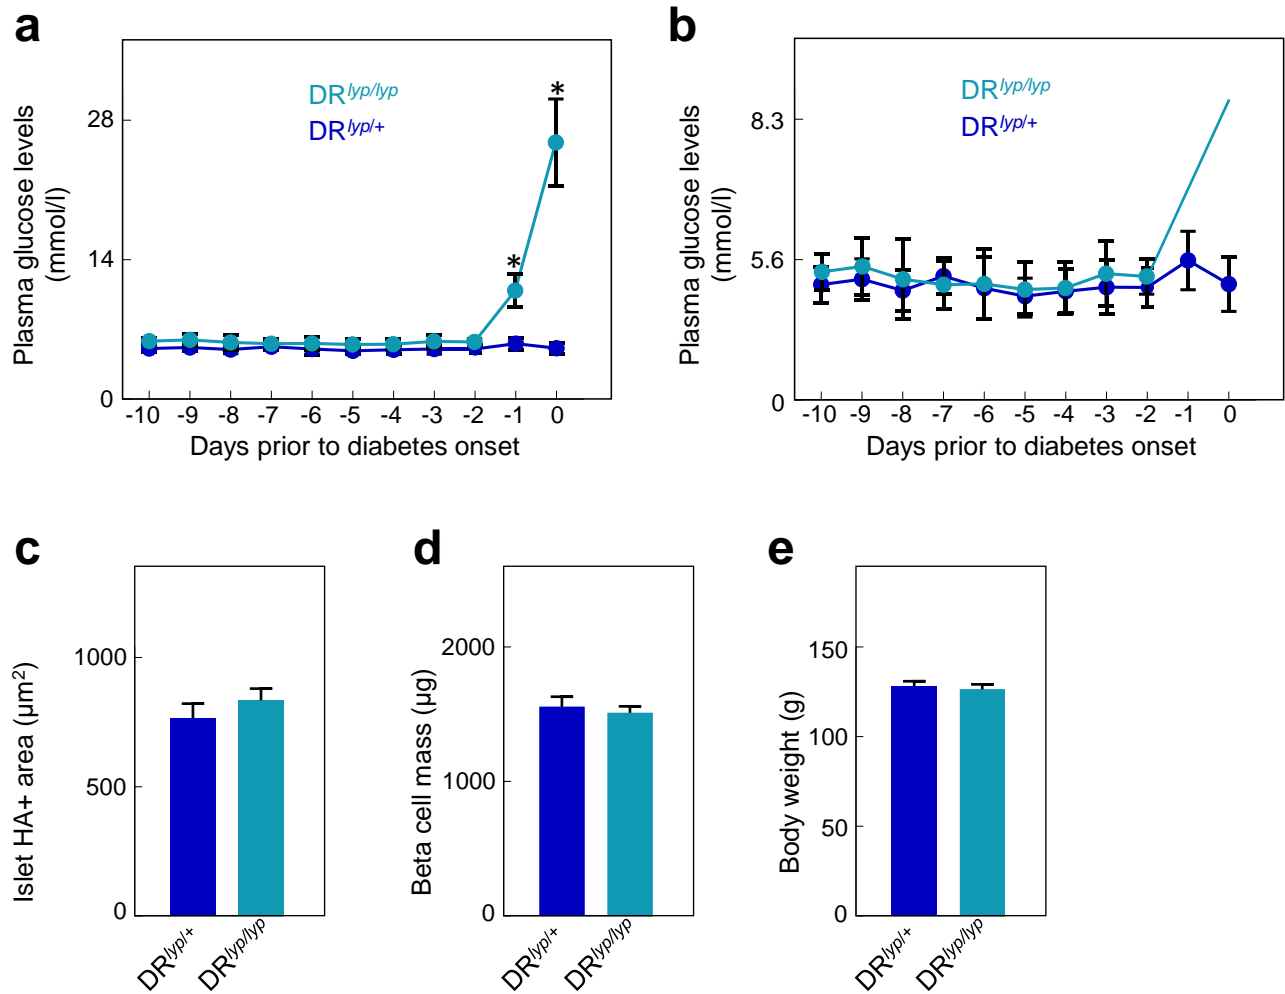 a
DRlyp/lyp
DRlyp/+
*
*
28
14
0
Plasma glucose levels
(mmol/l)
-10 -9 -8 -7 -6 -5 -4 -3 -2 -1 0
Days prior to diabetes onset
b
DRlyp/lyp
DRlyp/+
8.3
5.6
0
Plasma glucose levels
(mmol/l)
-10 -9 -8 -7 -6 -5 -4 -3 -2 -1 0
Days prior to diabetes onset
c
1000
500
0
Islet HA+ area (μm2)
DRlyp/+
DRlyp/lyp
d
2000
1000
0
Beta cell mass (μg)
DRlyp/+
DRlyp/lyp
e
150
100
50
0
Body weight (g)
DRlyp/+
DRlyp/lyp